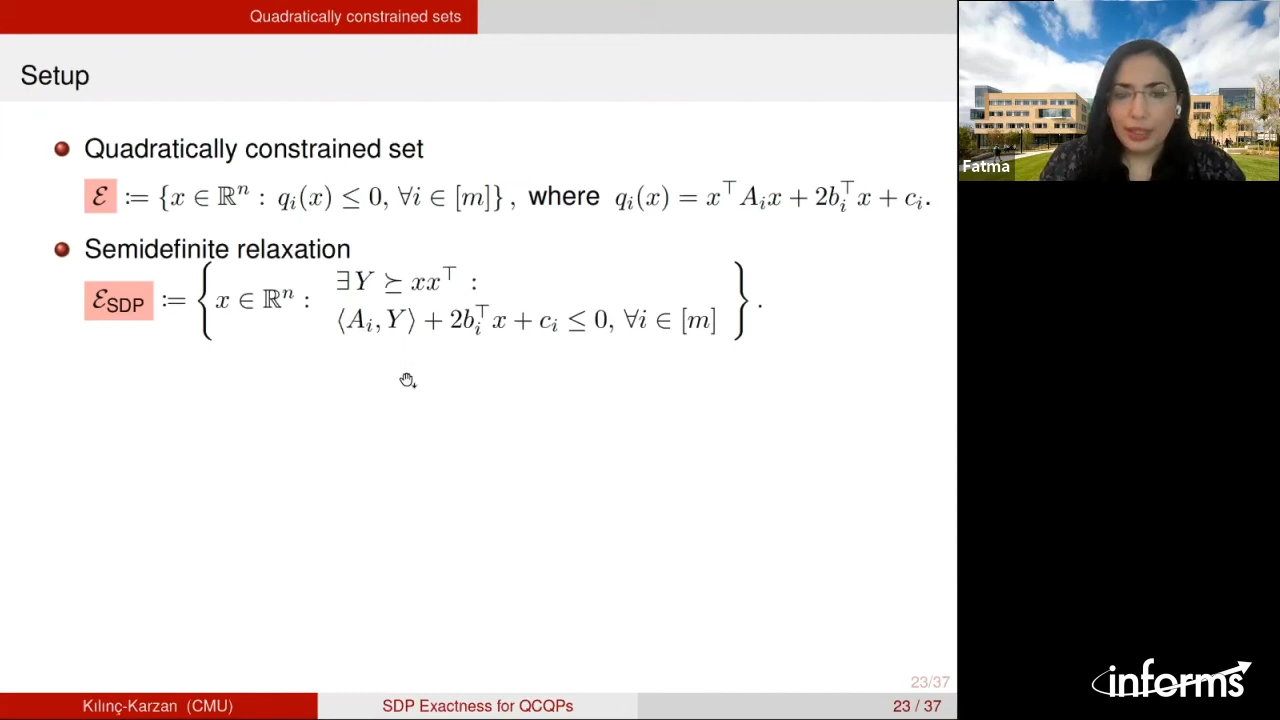 Quadratically constrained sets
Setup
Quadratically constrained set
ℰ := {x ∈ ℝⁿ : qᵢ(x) ≤ 0, ∀i ∈ [m]}, where qᵢ(x) = x⊤Aᵢx + 2bᵢ⊤x + cᵢ.
Semidefinite relaxation
ℰ_SDP := { x ∈ ℝⁿ : ∃Y ⪰ xx⊤ :
⟨Aᵢ, Y⟩ + 2bᵢ⊤x + cᵢ ≤ 0, ∀i ∈ [m] } .
23/37
Kılınç-Karzan (CMU) SDP Exactness for QCQPs 23 / 37
Fatma
informs